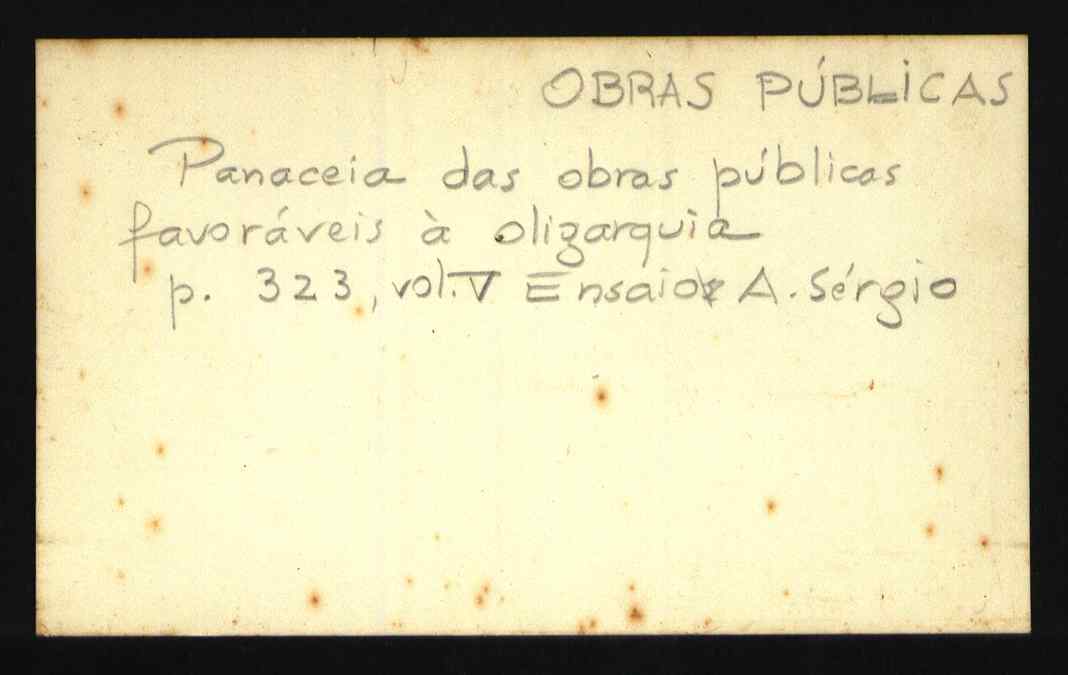 OBRAS PÚBLICAS
Panaceia das obras públicas
favoráveis à oligarquia
p. 323, vol. V Ensaios A. Sérgio